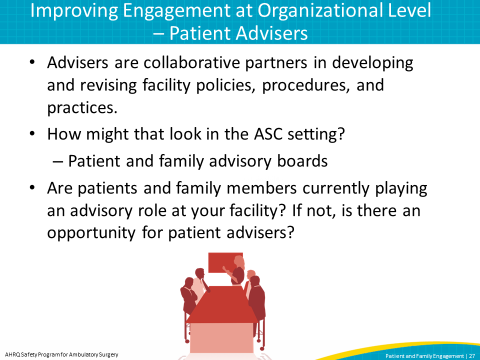 Improving Engagement at Organizational Level
– Patient Advisers
• Advisers are collaborative partners in developing
and revising facility policies, procedures, and
practices.
• How might that look in the ASC setting?
– Patient and family advisory boards
• Are patients and family members currently playing
an advisory role at your facility? If not, is there an
opportunity for patient advisers?
AHRQ Safety Program for Ambulatory Surgery
Patient and Family Engagement | 27